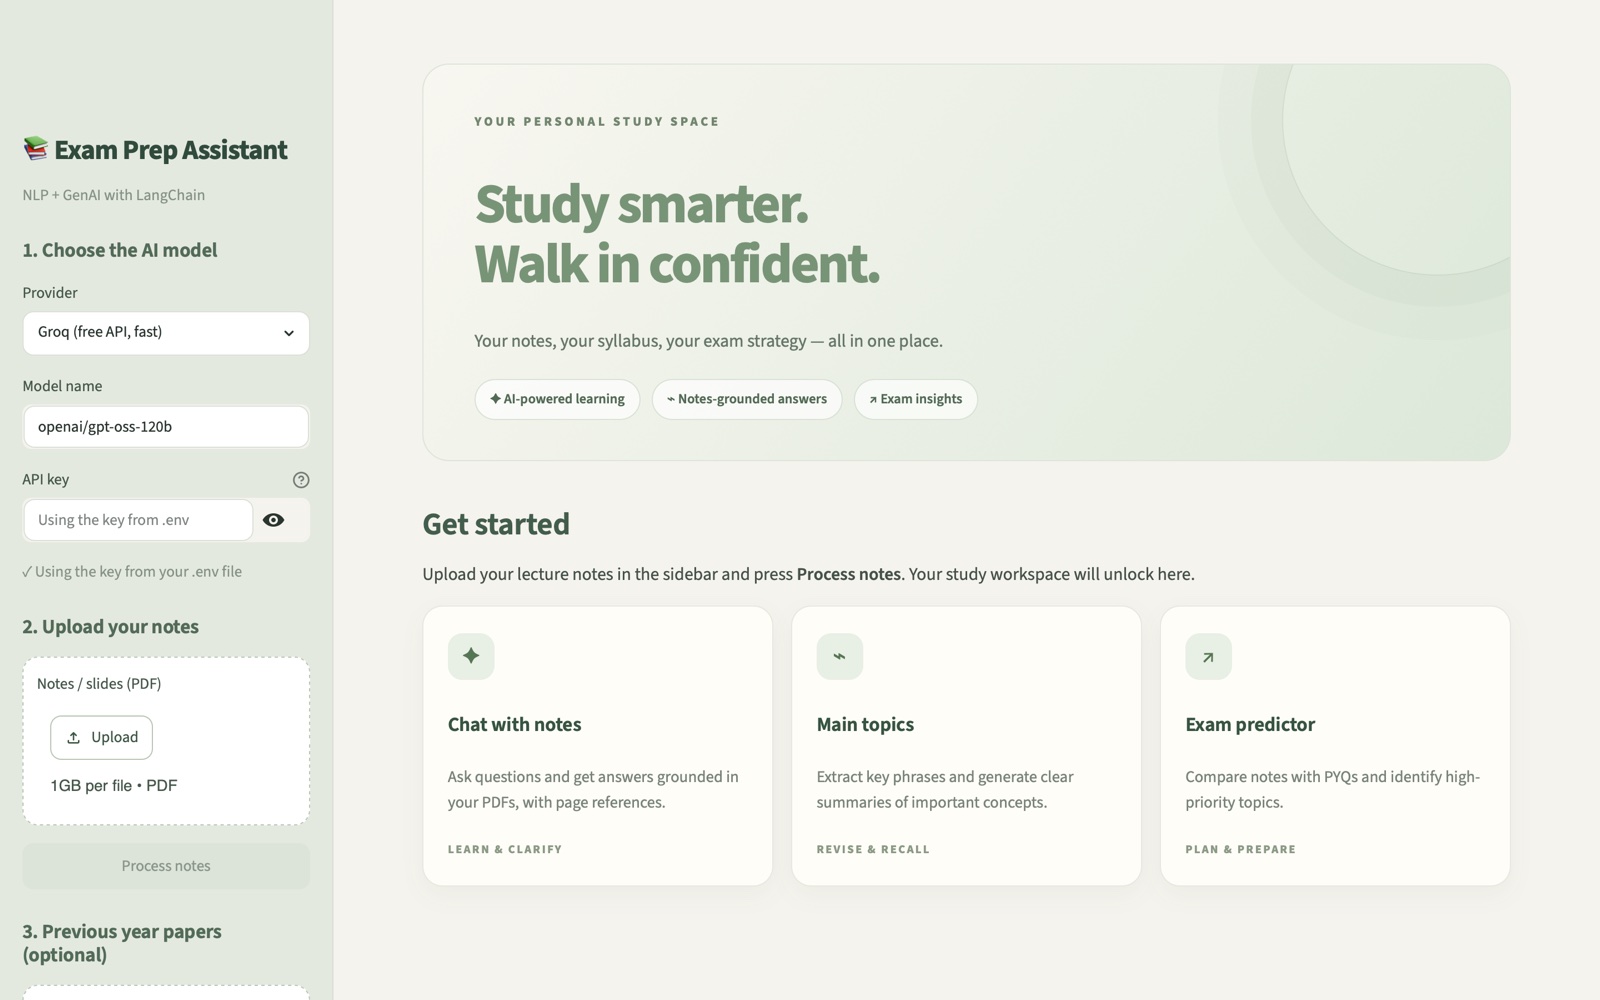 📚 Exam Prep Assistant
NLP + GenAI with LangChain
1. Choose the AI model
Provider
Groq (free API, fast)
Model name
openai/gpt-oss-120b
API key
Using the key from .env
✓ Using the key from your .env file
2. Upload your notes
Notes / slides (PDF)
Upload
1GB per file • PDF
Process notes
3. Previous year papers
(optional)
YOUR PERSONAL STUDY SPACE
Study smarter.
Walk in confident.
Your notes, your syllabus, your exam strategy — all in one place.
✦ AI-powered learning
⌁ Notes-grounded answers
↗ Exam insights
Get started
Upload your lecture notes in the sidebar and press Process notes. Your study workspace will unlock here.
✦
Chat with notes
Ask questions and get answers grounded in
your PDFs, with page references.
LEARN & CLARIFY
⌁
Main topics
Extract key phrases and generate clear
summaries of important concepts.
REVISE & RECALL
↗
Exam predictor
Compare notes with PYQs and identify high-
priority topics.
PLAN & PREPARE